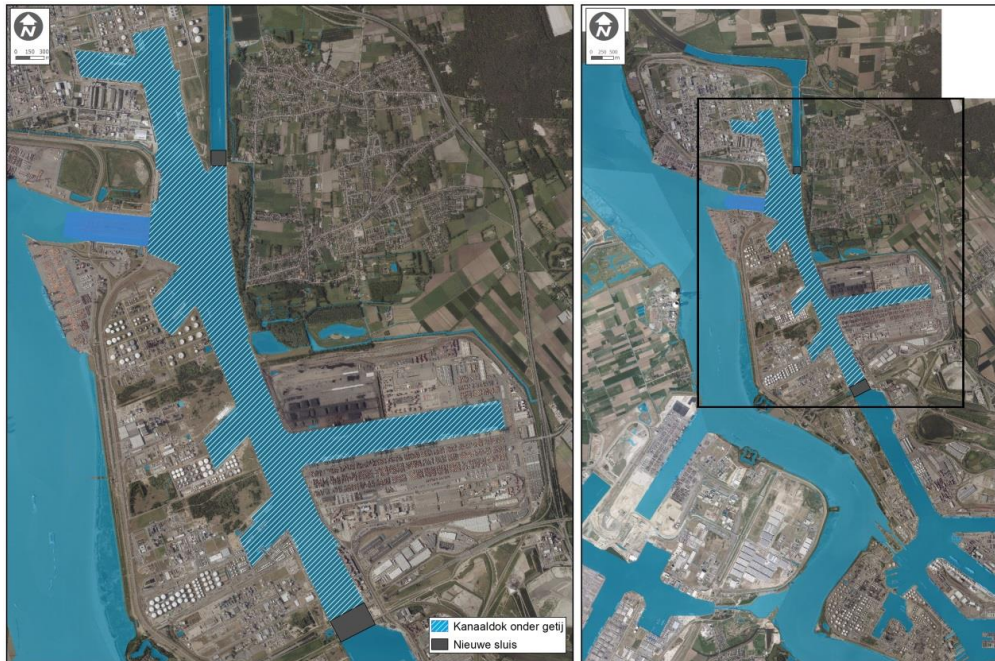 N
0 150 300
m
Kanaaldok onder getij
Nieuwe sluis
N
0 250 500
m